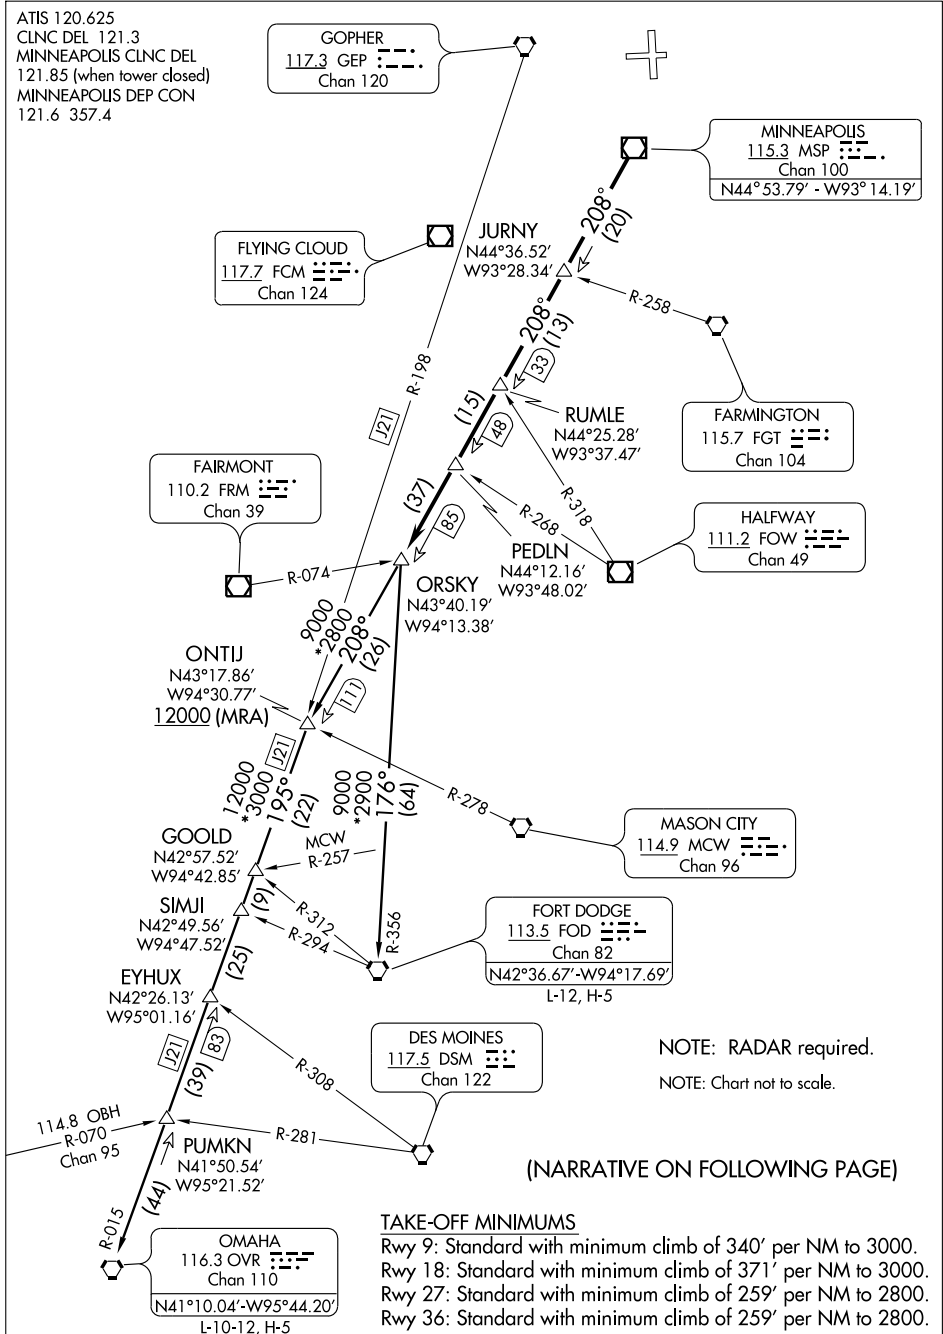 ATIS 120.625
CLNC DEL 121.3
MINNEAPOLIS CLNC DEL
121.85 (when tower closed)
MINNEAPOLIS DEP CON
121.6 357.4
GOPHER
117.3 GEP
Chan 120
MINNEAPOLIS
115.3 MSP
Chan 100
N44°53.79' - W93°14.19'
208°
(20)
JURNY
N44°36.52'
W93°28.34'
FLYING CLOUD
117.7 FCM
Chan 124
R-258
208°
(13)
33
R-198
J21
(15)
48
RUMLE
N44°25.28'
W93°37.47'
FARMINGTON
115.7 FGT
Chan 104
FAIRMONT
110.2 FRM
Chan 39
(37)
85
R-318
R-268
HALFWAY
111.2 FOW
Chan 49
PEDLN
N44°12.16'
W93°48.02'
R-074
ORSKY
N43°40.19'
W94°13.38'
9000
*2800
208°
(26)
ONTIJ
N43°17.86'
W94°30.77'
12000 (MRA)
111
12000
*3000
195°
(22)
J21
9000
*2900
176°
(64)
R-278
MASON CITY
114.9 MCW
Chan 96
GOOLD
N42°57.52'
W94°42.85'
MCW
R-257
SIMJI
N42°49.56'
W94°47.52'
(9)
R-312
R-294
R-356
FORT DODGE
113.5 FOD
Chan 82
N42°36.67'-W94°17.69'
L-12, H-5
(25)
EYHUX
N42°26.13'
W95°01.16'
J21
(39)
83
R-308
DES MOINES
117.5 DSM
Chan 122
NOTE: RADAR required.
NOTE: Chart not to scale.
114.8 OBH
R-070
Chan 95
R-281
PUMKN
N41°50.54'
W95°21.52'
(44)
R-015
(NARRATIVE ON FOLLOWING PAGE)
OMAHA
116.3 OVR
Chan 110
N41°10.04'-W95°44.20'
L-10-12, H-5
TAKE-OFF MINIMUMS
Rwy 9: Standard with minimum climb of 340' per NM to 3000.
Rwy 18: Standard with minimum climb of 371' per NM to 3000.
Rwy 27: Standard with minimum climb of 259' per NM to 2800.
Rwy 36: Standard with minimum climb of 259' per NM to 2800.